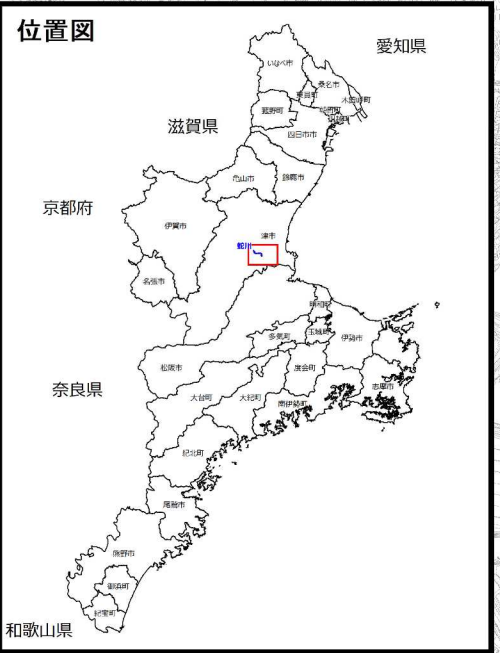 位置図
愛知県
いなべ市
桑名市
東員町
木曽岬町
菰野町
四日市市
滋賀県
亀山市
鈴鹿市
京都府
伊賀市
津市
蛇川
名張市
明和町
玉城町
伊勢市
多気町
松阪市
度会町
志摩市
奈良県
大台町
大紀町
南伊勢町
紀北町
尾鷲市
熊野市
御浜町
紀宝町
和歌山県